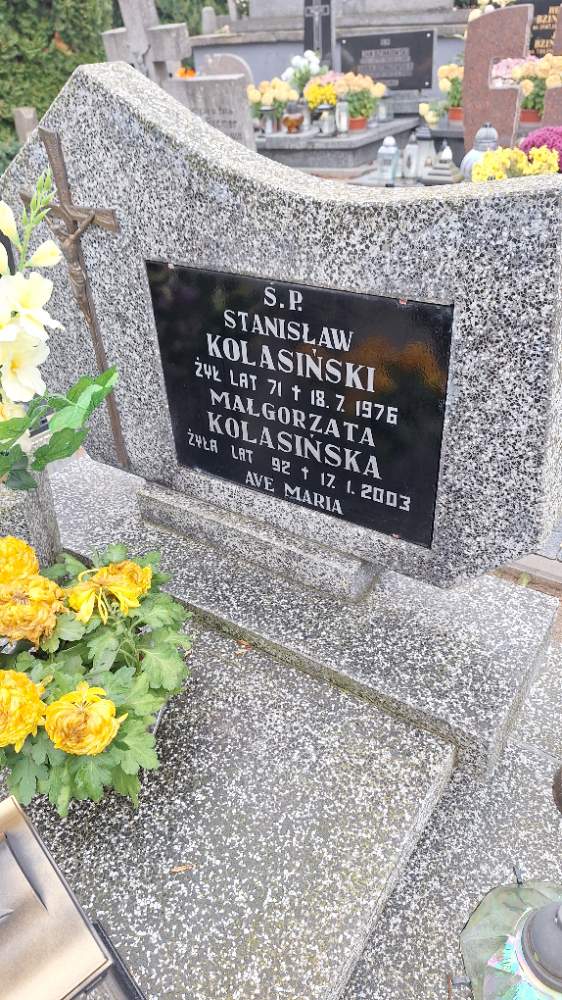 Ś.P.
STANISŁAW
KOLASIŃSKI
ŻYŁ LAT 71 † 18.7.1976
MAŁGORZATA
KOLASIŃSKA
ŻYŁA LAT 92 † 17.1.2003
AVE MARIA